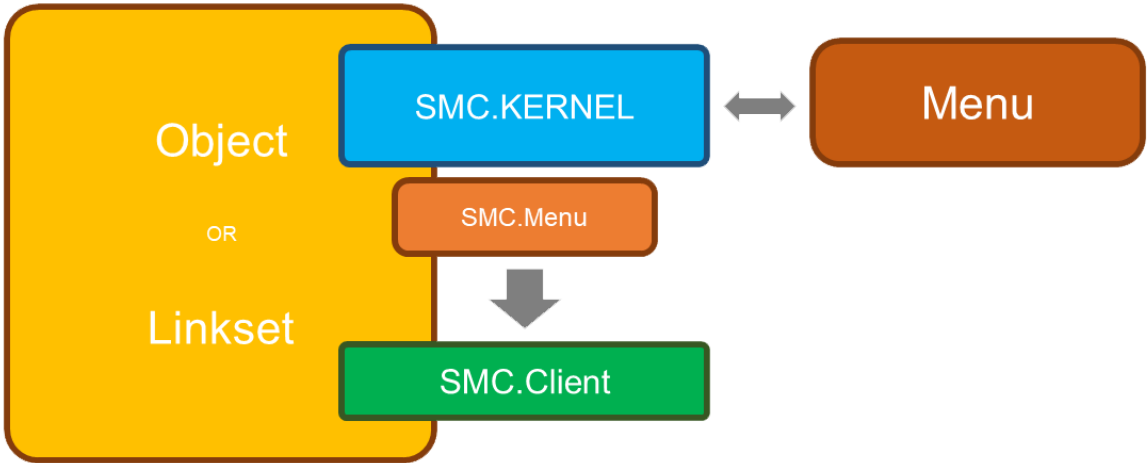 Object
OR
Linkset
SMC.KERNEL
SMC.Menu
SMC.Client
Menu